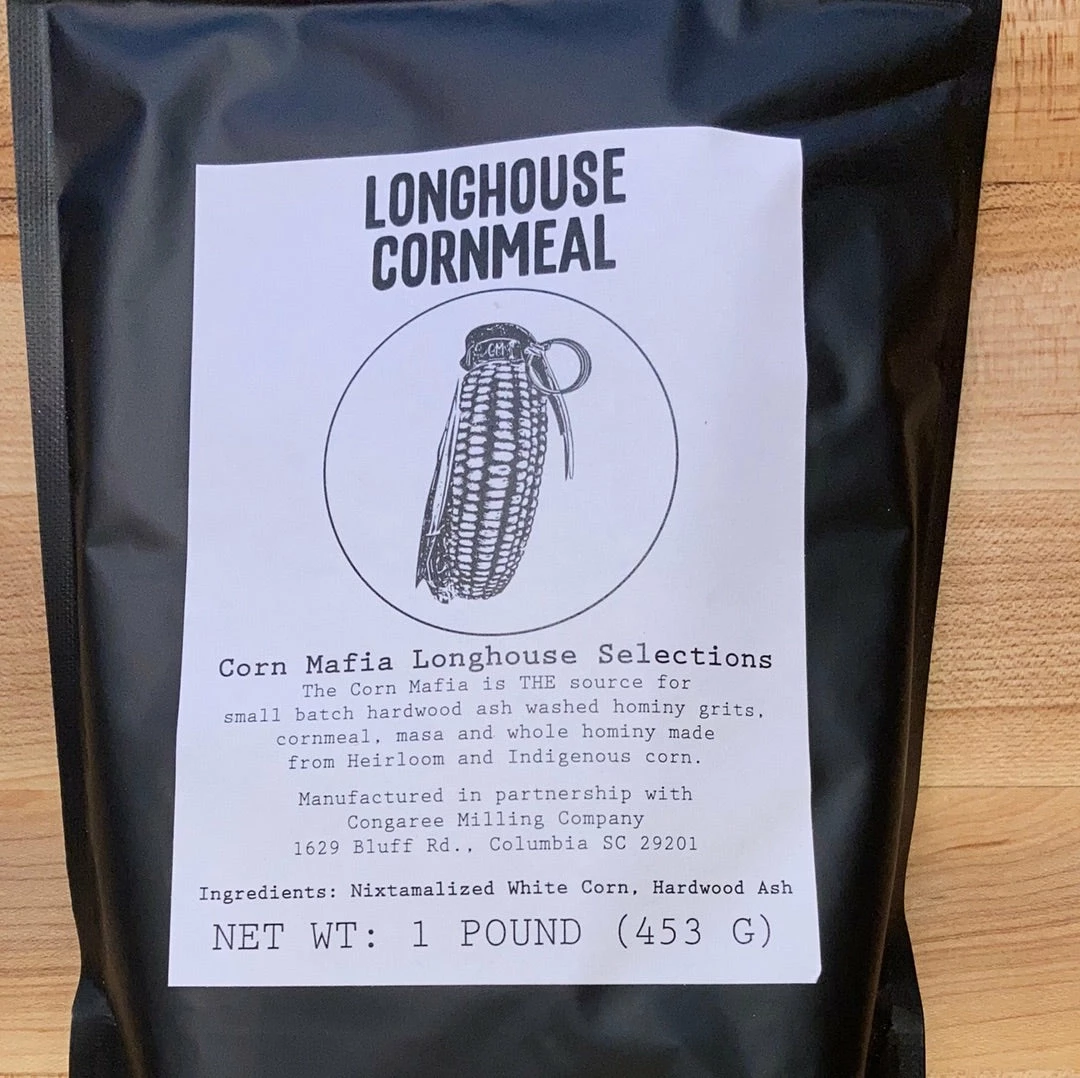 LONGHOUSE
CORNMEAL
CM
Corn Mafia Longhouse Selections
The Corn Mafia is THE source for
small batch hardwood ash washed hominy grits,
cornmeal, masa and whole hominy made
from Heirloom and Indigenous corn.
Manufactured in partnership with
Congaree Milling Company
1629 Bluff Rd., Columbia SC 29201
Ingredients: Nixtamalized White Corn, Hardwood Ash
NET WT: 1 POUND (453 G)